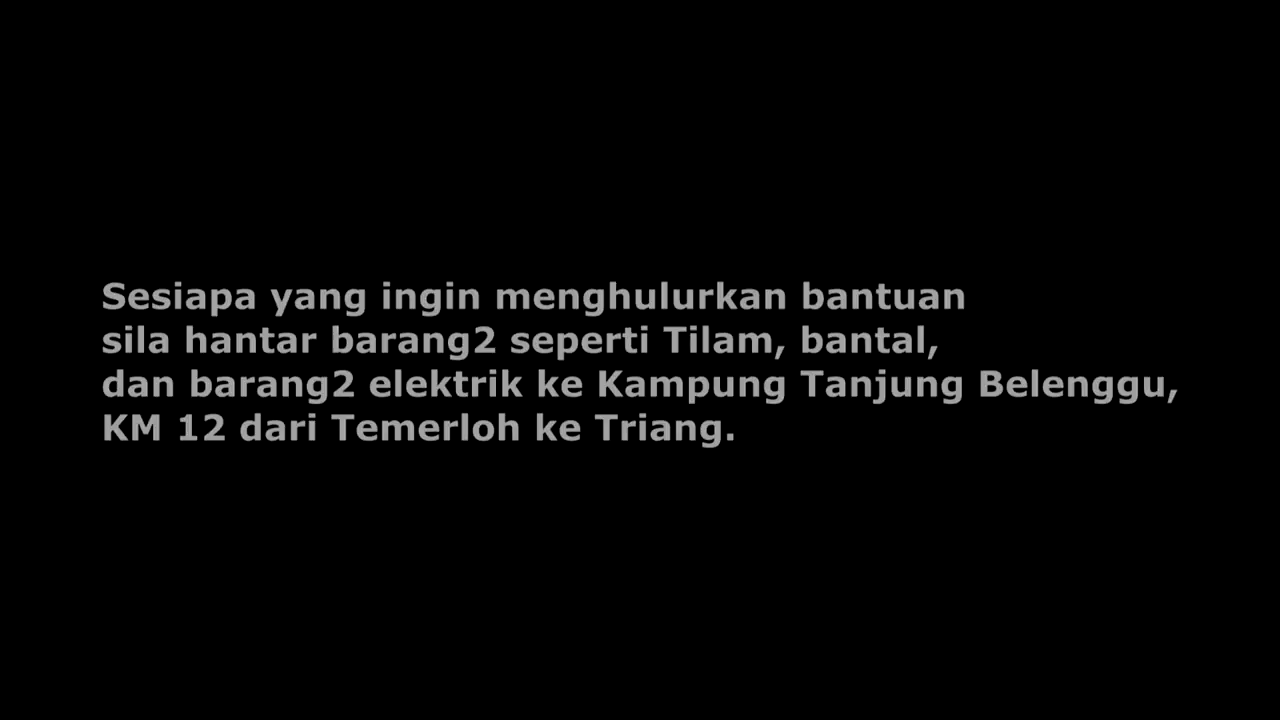 Sesiapa yang ingin menghulurkan bantuan
sila hantar barang2 seperti Tilam, bantal,
dan barang2 elektrik ke Kampung Tanjung Belenggu,
KM 12 dari Temerloh ke Triang.